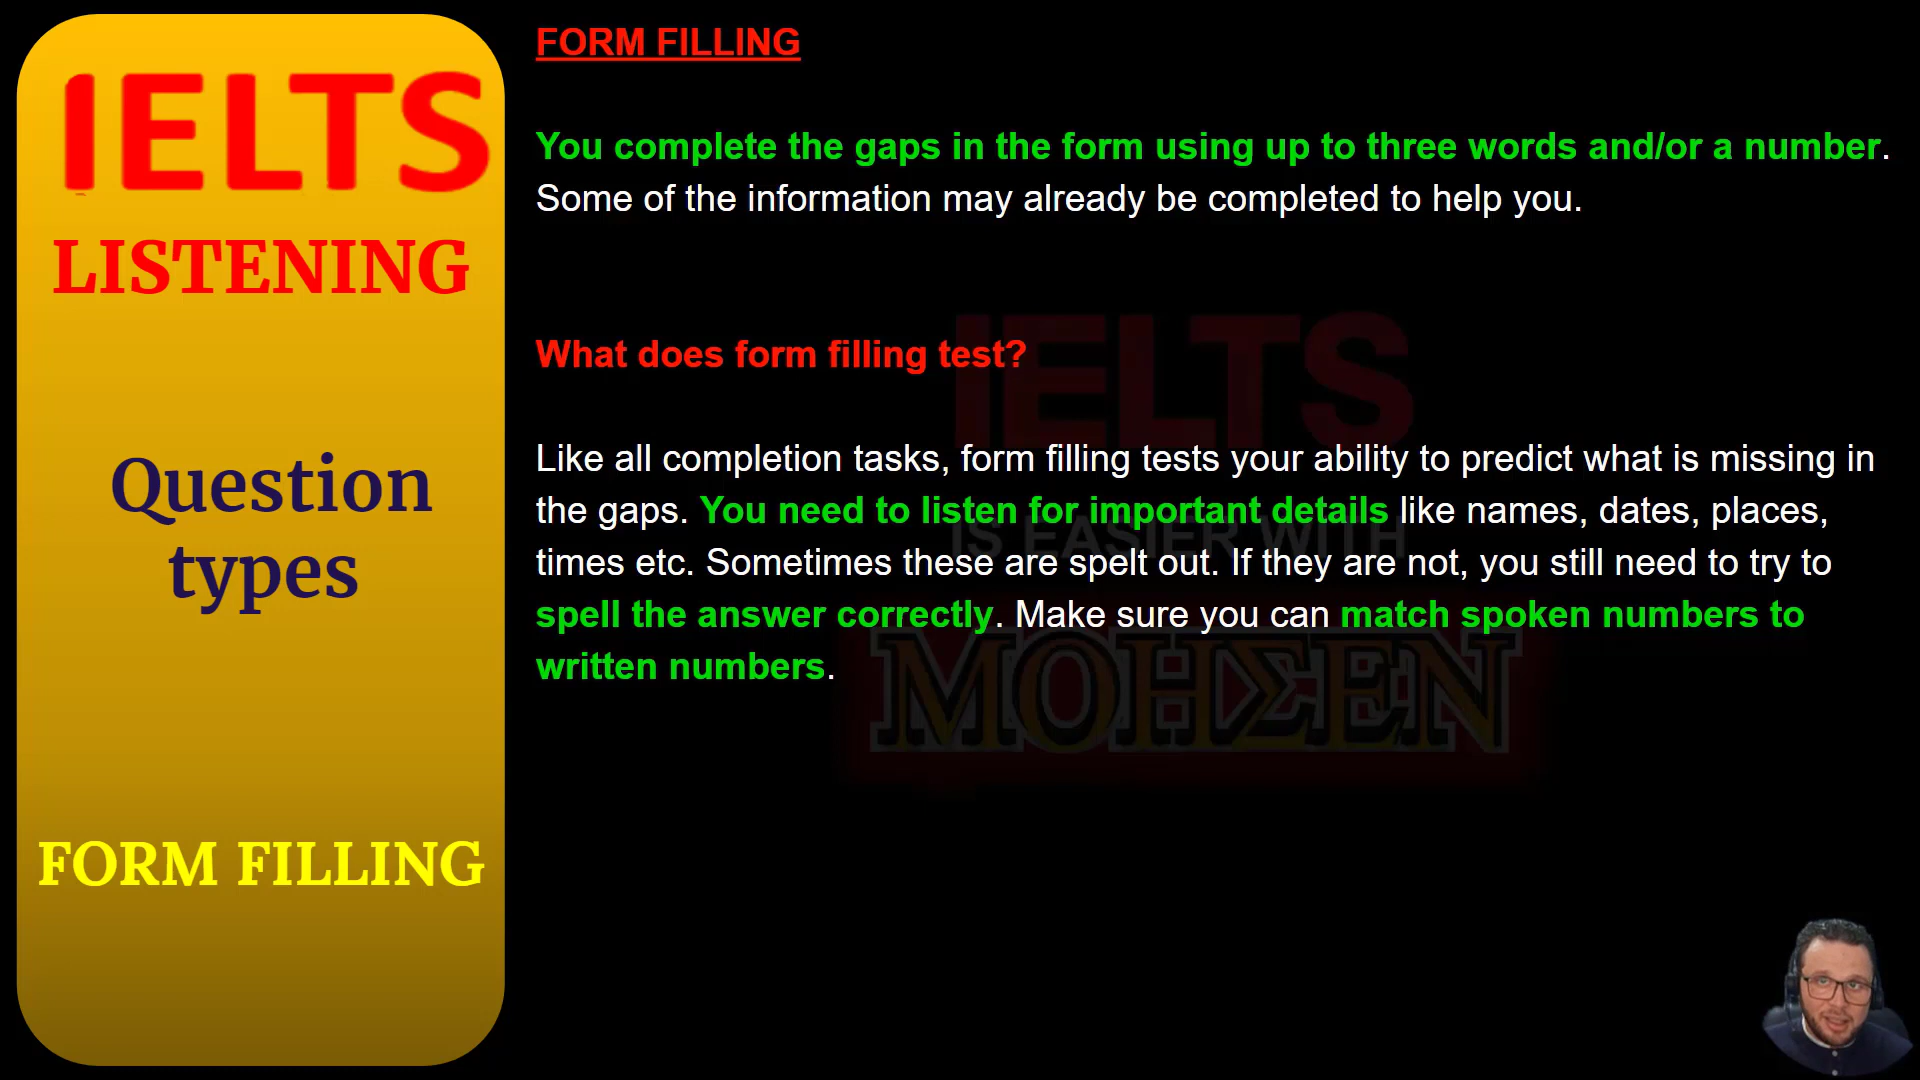 IELTS
LISTENING
Question
types
FORM FILLING
FORM FILLING
You complete the gaps in the form using up to three words and/or a number.
Some of the information may already be completed to help you.
What does form filling test?
Like all completion tasks, form filling tests your ability to predict what is missing in
the gaps. You need to listen for important details like names, dates, places,
times etc. Sometimes these are spelt out. If they are not, you still need to try to
spell the answer correctly. Make sure you can match spoken numbers to
written numbers.
IELTS
IS EASIER WITH
MOHΣEN